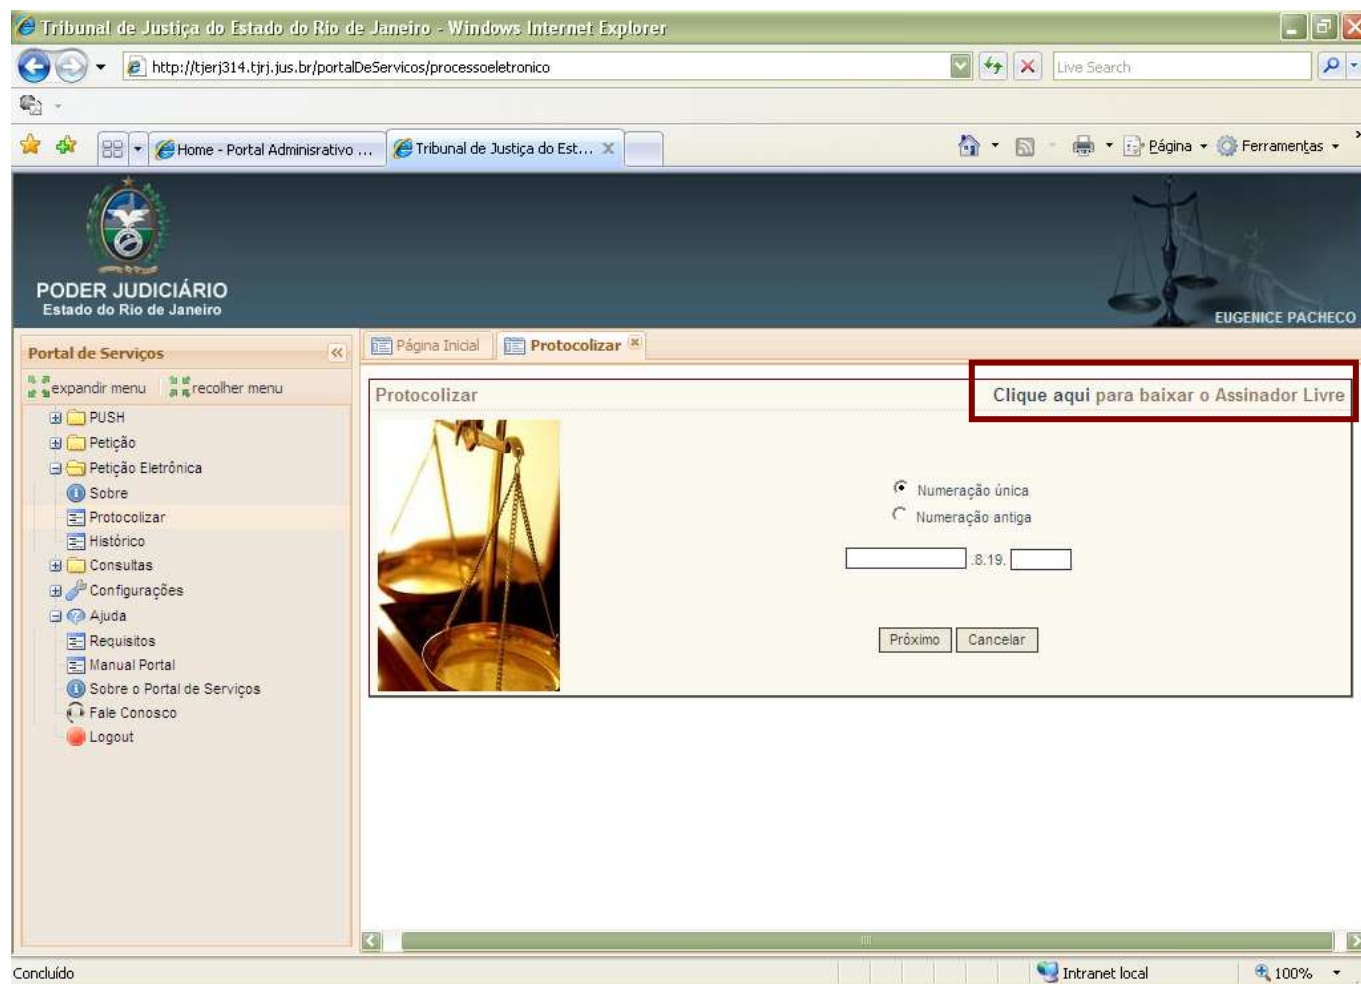 Tribunal de Justiça do Estado do Rio de Janeiro - Windows Internet Explorer
http://tjerj314.tjrj.jus.br/portalDeServicos/processoeletronico
Live Search
Home - Portal Adminisrativo ...
Tribunal de Justiça do Est...
Página
Ferramentas
PODER JUDICIÁRIO
Estado do Rio de Janeiro
EUGENICE PACHECO
Portal de Serviços
Página Inicial
Protocolizar
expandir menu
recolher menu
PUSH
Petição
Petição Eletrônica
Sobre
Protocolizar
Histórico
Consultas
Configurações
Ajuda
Requisitos
Manual Portal
Sobre o Portal de Serviços
Fale Conosco
Logout
Protocolizar
Clique aqui para baixar o Assinador Livre
Numeração única
Numeração antiga
.8.19.
Próximo
Cancelar
Concluído
Intranet local
100%